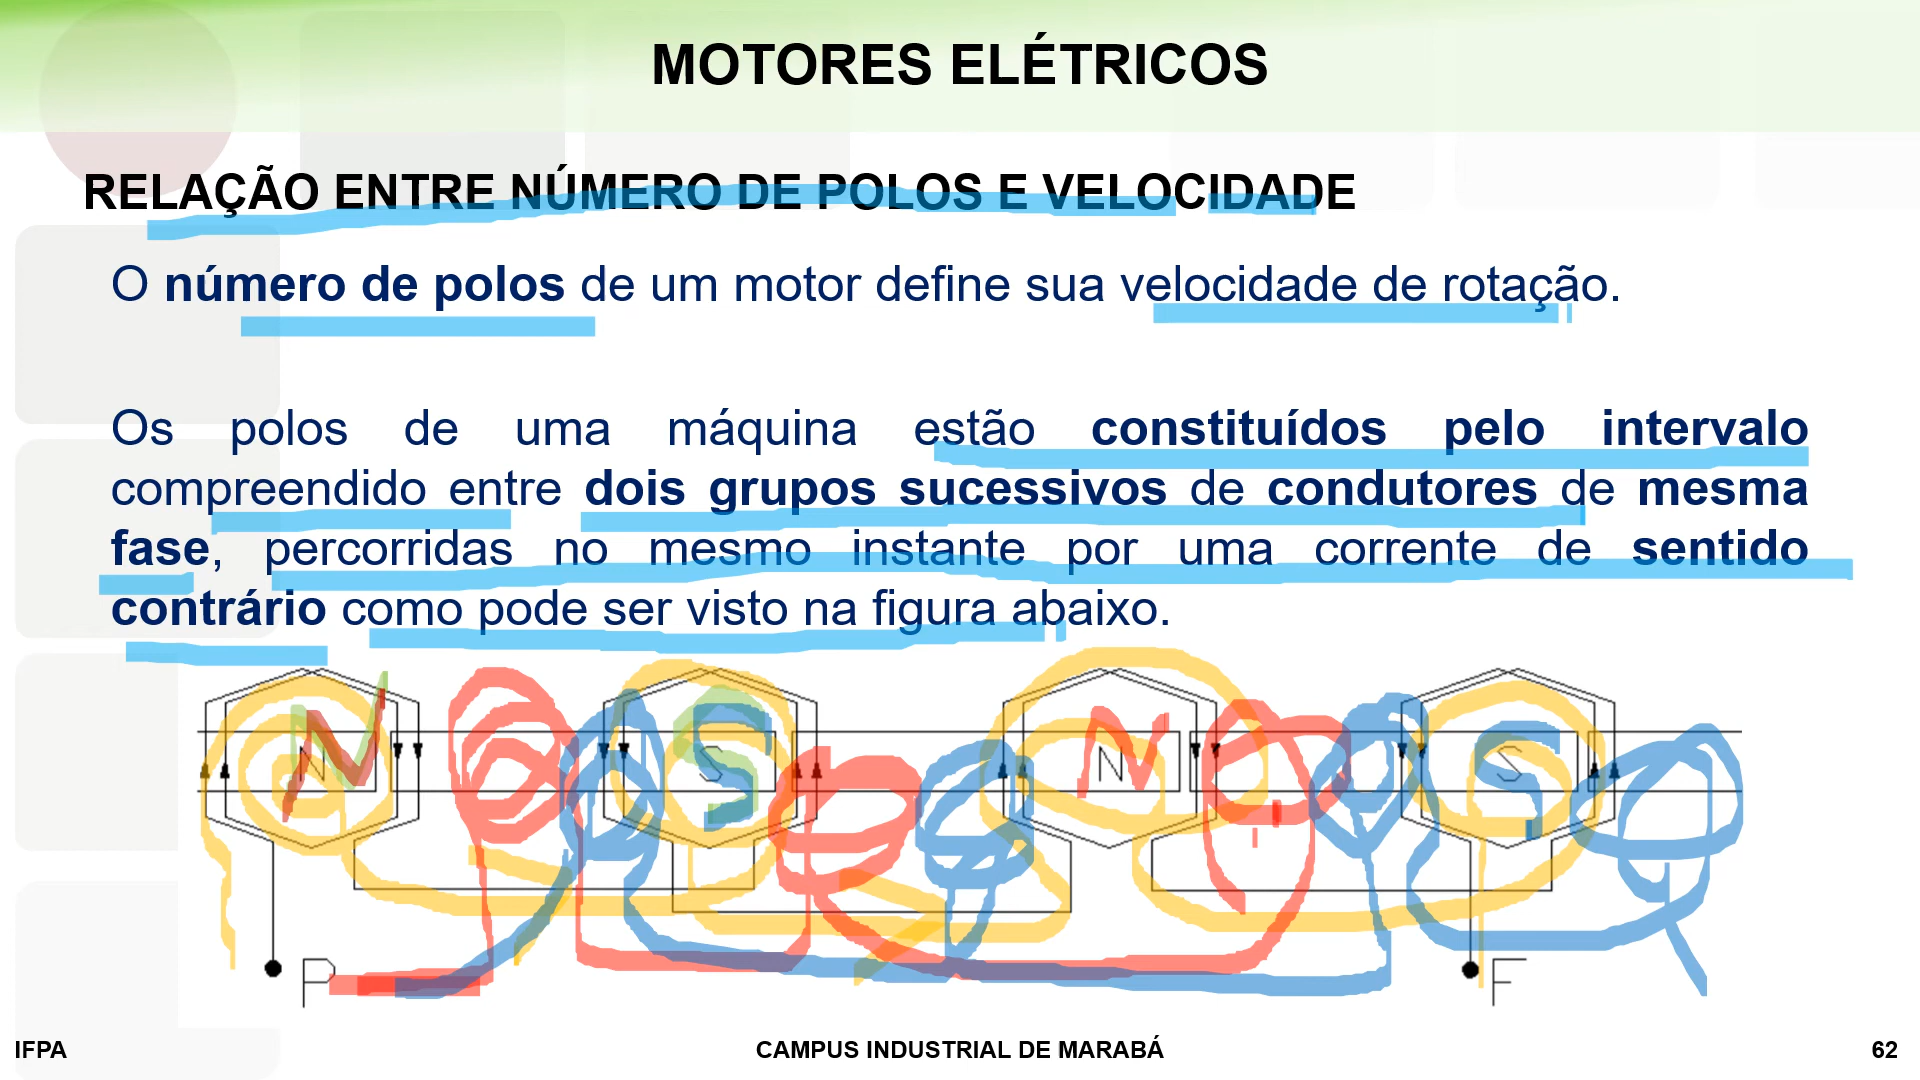 MOTORES ELÉTRICOS
RELAÇÃO ENTRE NÚMERO DE POLOS E VELOCIDADE
O número de polos de um motor define sua velocidade de rotação.
Os polos de uma máquina estão constituídos pelo intervalo
compreendido entre dois grupos sucessivos de condutores de mesma
fase, percorridas no mesmo instante por uma corrente de sentido
contrário como pode ser visto na figura abaixo.
N S N S
N S N S
P F
IFPA CAMPUS INDUSTRIAL DE MARABÁ 62